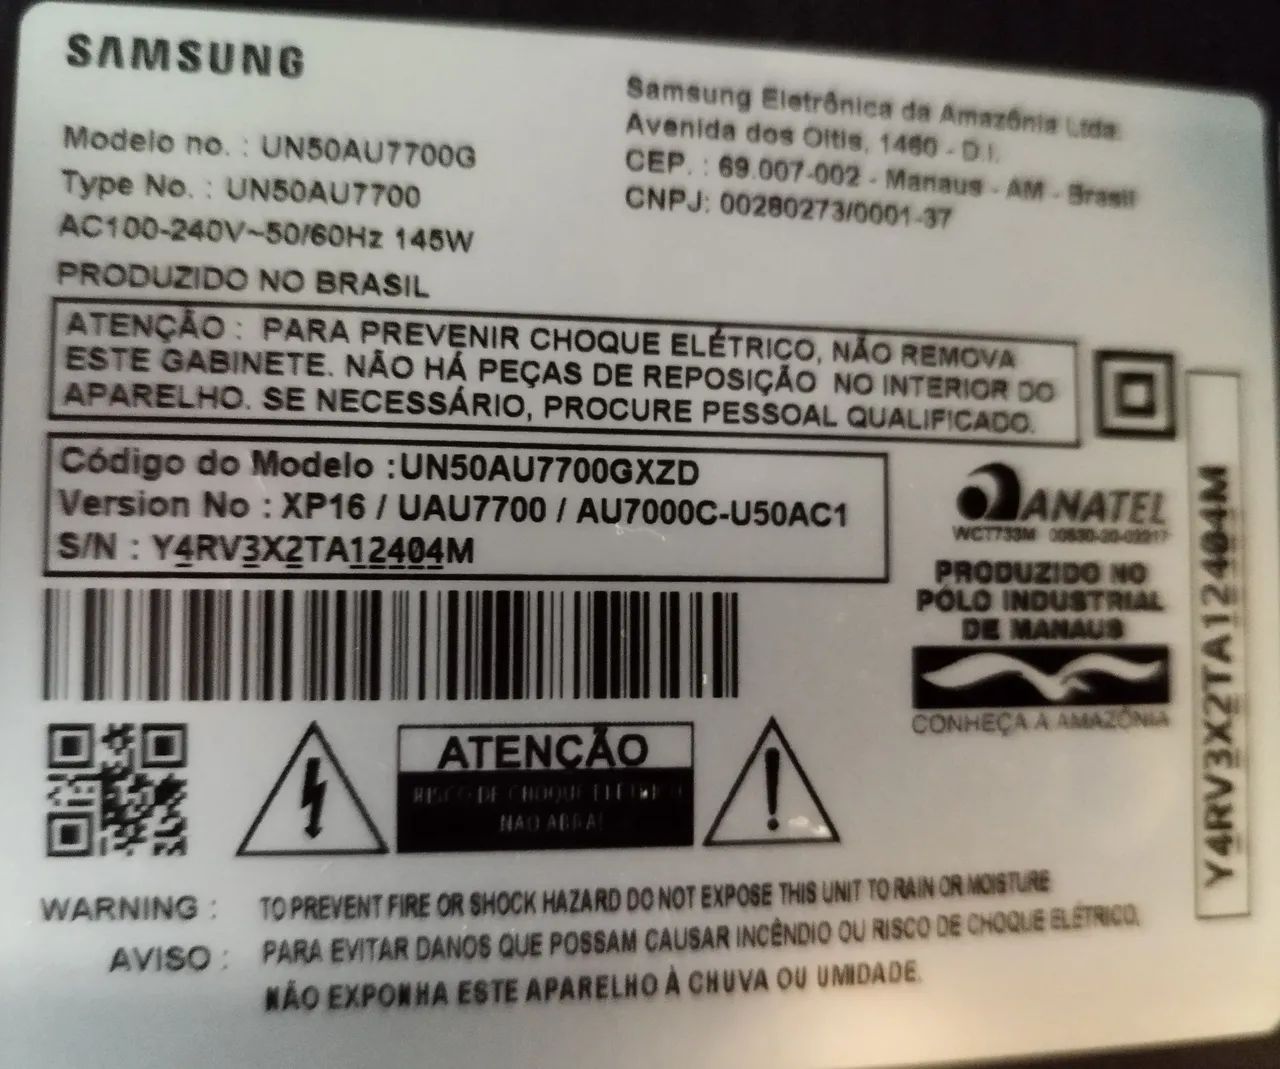 SAMSUNG
Modelo no. : UN50AU7700G
Type No. : UN50AU7700
AC100-240V~50/60Hz 145W
PRODUZIDO NO BRASIL
Samsung Eletrônica da Amazônia Ltda.
Avenida dos Oitis, 1460 - D.I.
CEP. : 69.007-002 - Manaus - AM - Brasil
CNPJ: 00280273/0001-37
ATENÇÃO : PARA PREVENIR CHOQUE ELÉTRICO, NÃO REMOVA
ESTE GABINETE. NÃO HÁ PEÇAS DE REPOSIÇÃO NO INTERIOR DO
APARELHO. SE NECESSÁRIO, PROCURE PESSOAL QUALIFICADO.
Código do Modelo :UN50AU7700GXZD
Version No : XP16 / UAU7700 / AU7000C-U50AC1
S/N : Y4RV3X2TA12404M
ANATEL
PRODUZIDO NO
PÓLO INDUSTRIAL
DE MANAUS
CONHEÇA A AMAZÔNIA
Y4RV3X2TA12404M
ATENÇÃO
RISCO DE CHOQUE ELÉTRICO
NÃO ABRA!
WARNING : TO PREVENT FIRE OR SHOCK HAZARD DO NOT EXPOSE THIS UNIT TO RAIN OR MOISTURE
AVISO : PARA EVITAR DANOS QUE POSSAM CAUSAR INCÊNDIO OU RISCO DE CHOQUE ELÉTRICO,
NÃO EXPONHA ESTE APARELHO À CHUVA OU UMIDADE.